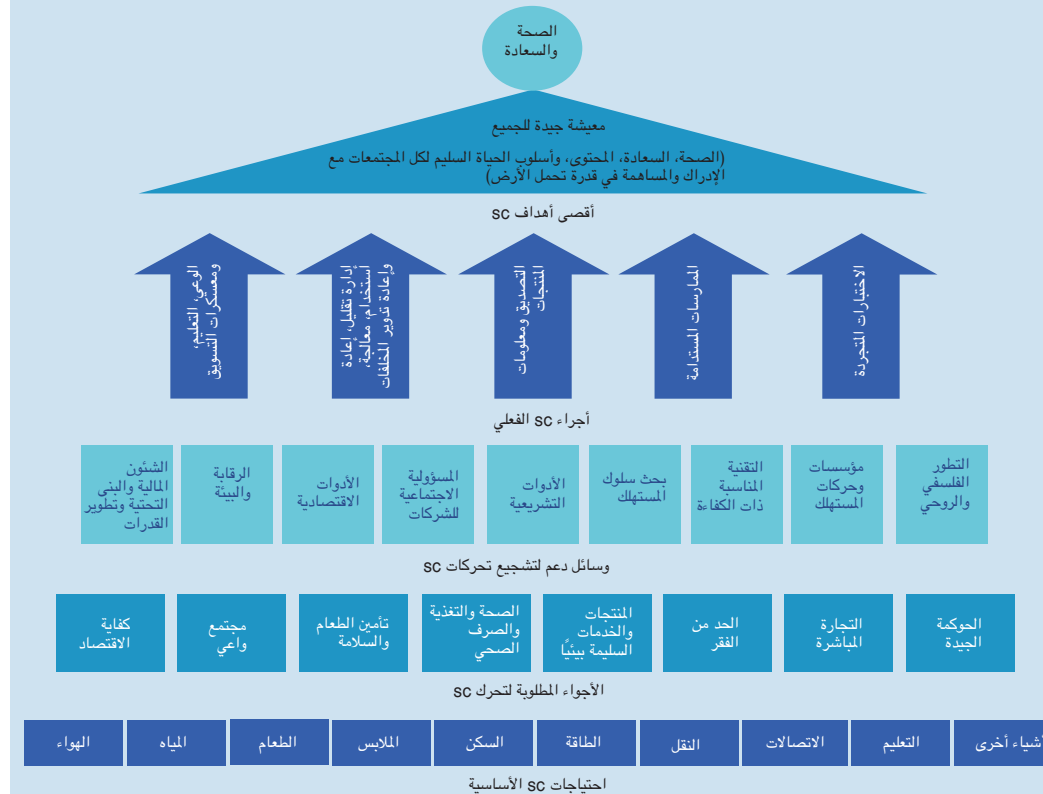 الصحة
والسعادة
معيشة جيدة للجميع
(الصحة، السعادة، المحتوى، وأسلوب الحياة السليم لكل المجتمعات مع
الإدراك والمساهمة في قدرة تحمل الأرض)
أقصى أهداف sc
الاختبارات المتجردة
الممارسات المستدامة
التصديق ومعلومات
المنتجات
إدارة تقليل، إعادة
استخدام، معالجة،
وإعادة تدوير المخلفات
الوعي، التعليم،
ومعسكرات التسويق
أجراء sc الفعلي
التطور
الفلسفي
والروحي
مؤسسات
وحركات
المستهلك
التقنية
المناسبة
ذات الكفاءة
بحث سلوك
المستهلك
الأدوات
التشريعية
المسؤولية
الاجتماعية
للشركات
الأدوات
الاقتصادية
الرقابة
والبيئة
الشئون
المالية والبنى
التحتية وتطوير
القدرات
وسائل دعم لتشجيع تحركات sc
الحوكمة
الجيدة
التجارة
المباشرة
الحد من
الفقر
المنتجات
والخدمات
السليمة بيئيًا
الصحة والتغذية
والصرف
الصحي
تأمين الطعام
والسلامة
مجتمع
واعي
كفاية
الاقتصاد
الأجواء المطلوبة لتحرك sc
أشياء أخرى
التعليم
الاتصالات
النقل
الطاقة
السكن
الملابس
الطعام
المياه
الهواء
احتياجات sc الأساسية